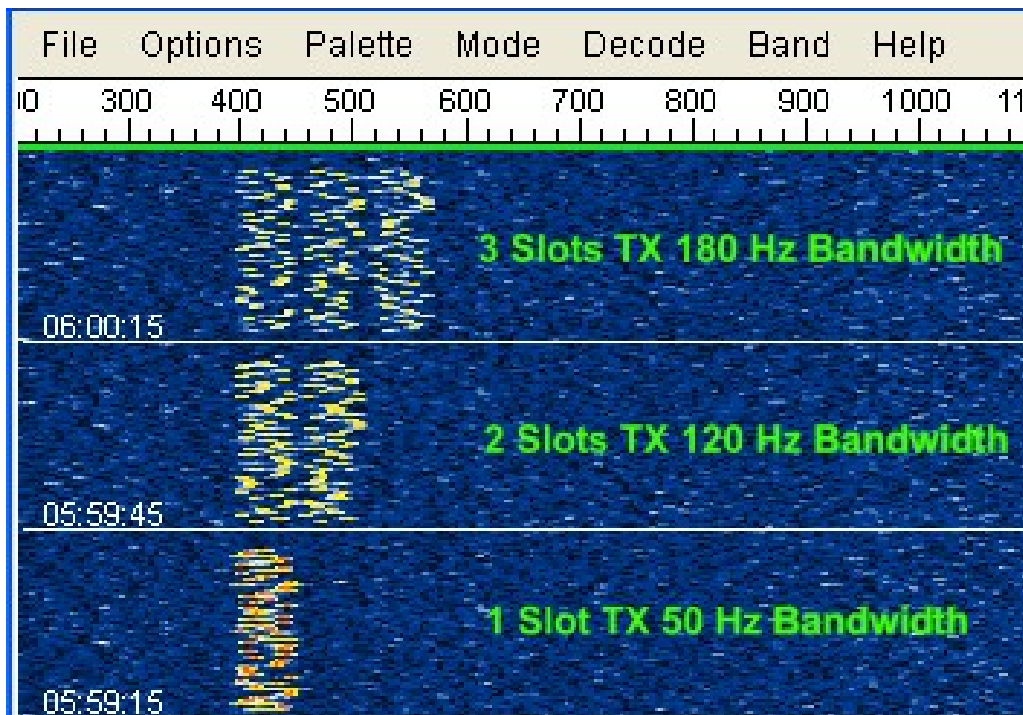 File Options Palette Mode Decode Band Help
00 300 400 500 600 700 800 900 1000 11
3 Slots TX 180 Hz Bandwidth
06:00:15
2 Slots TX 120 Hz Bandwidth
05:59:45
1 Slot TX 50 Hz Bandwidth
05:59:15